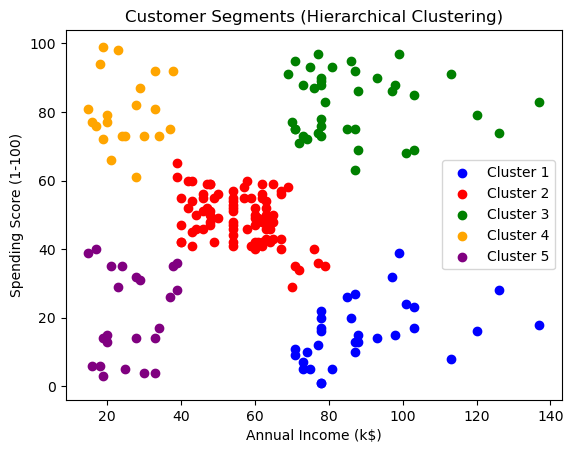 Customer Segments (Hierarchical Clustering)
Spending Score (1-100)
100
80
60
40
20
0
Cluster 1
Cluster 2
Cluster 3
Cluster 4
Cluster 5
20 40 60 80 100 120 140
Annual Income (k$)